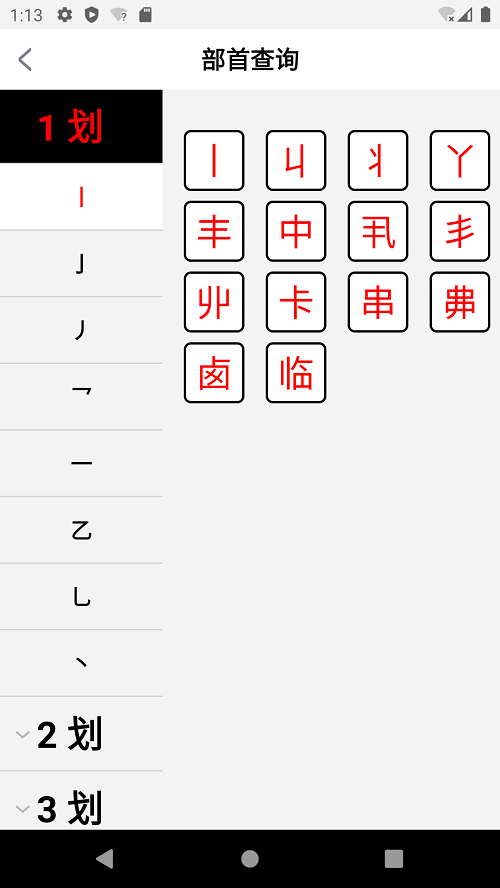 1:13
部首查询
1 划
丨
亅
丿
乛
一
乙
乚
丶
2 划
3 划
丨 丩 丬 丫
丰 中 丮 丯
丱 卡 串 弗
卤 临